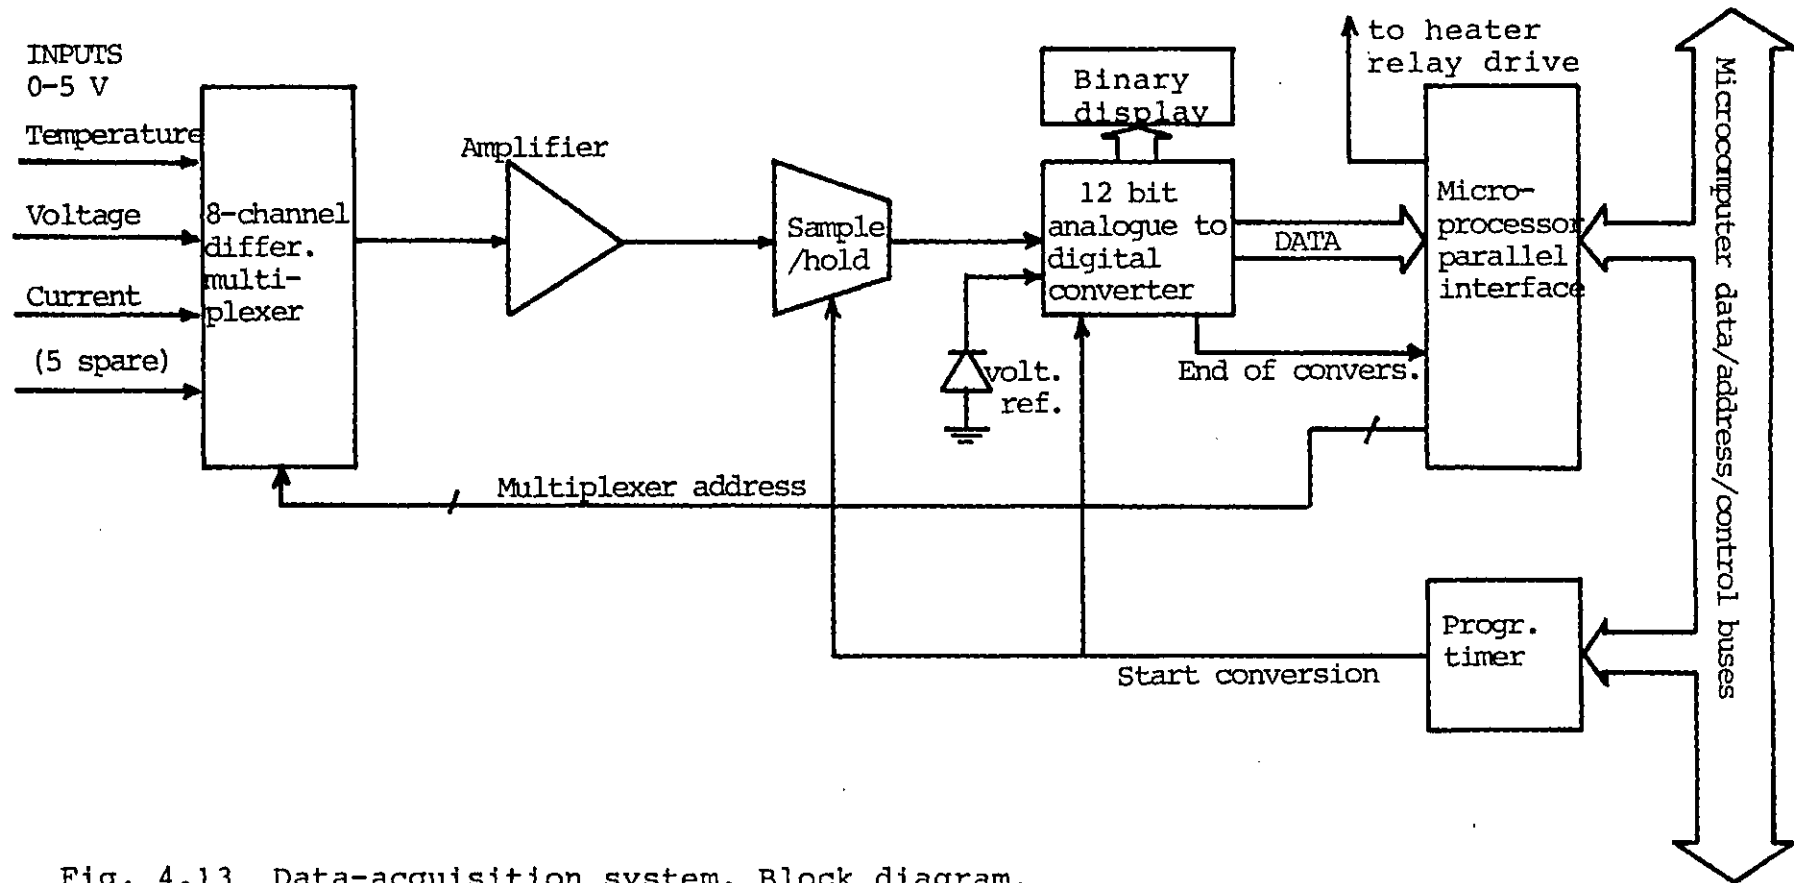 INPUTS
0-5 V
Temperature
Voltage
Current
(5 spare)
8-channel
differ.
multi-
plexer
Amplifier
Sample
/hold
Binary
display
12 bit
analogue to
digital
converter
volt.
ref.
DATA
End of convers.
to heater
relay drive
Micro-
processor
parallel
interface
Multiplexer address
Start conversion
Progr.
timer
Microcomputer data/address/control buses
Fig. 4.13 Data-acquisition system. Block diagram.